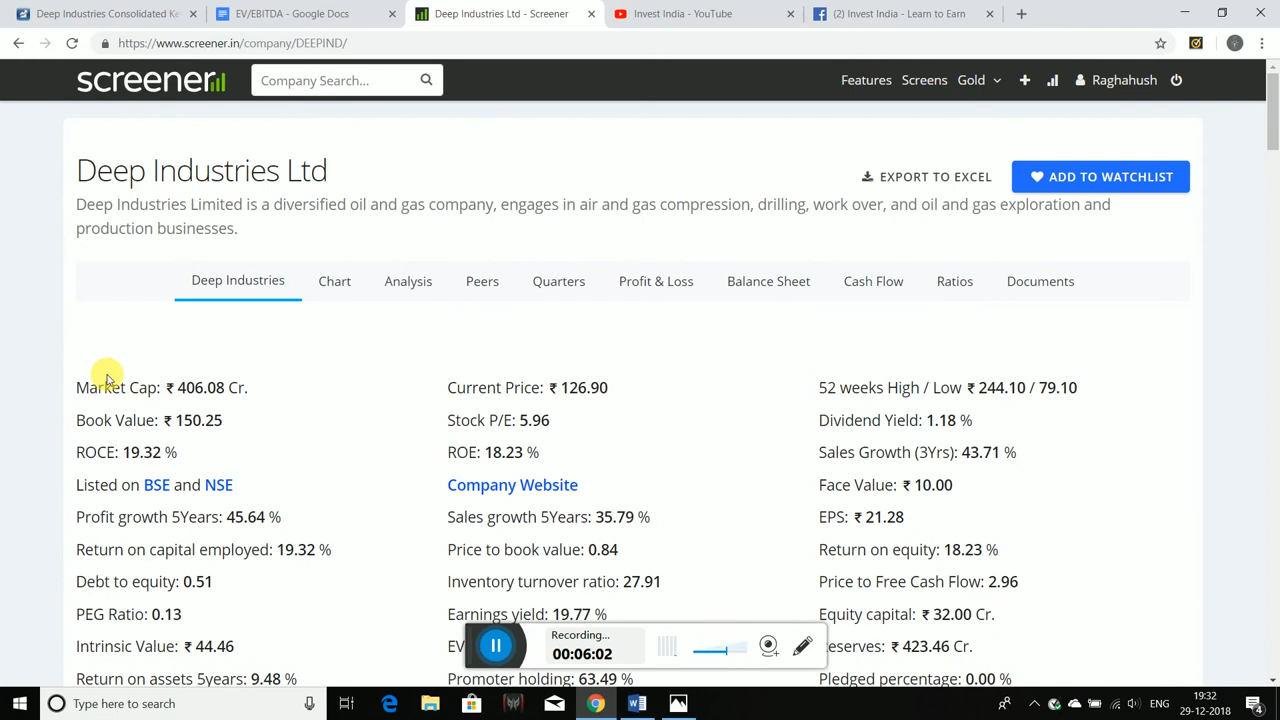 Deep Industries Consolidated Ke
EV/EBITDA - Google Docs
Deep Industries Ltd - Screener
Invest India - YouTube
(2) Invest India - Learn to Earn
https://www.screener.in/company/DEEPIND/
screener
Company Search...
Features
Screens
Gold
Raghahush
Deep Industries Ltd
EXPORT TO EXCEL
ADD TO WATCHLIST
Deep Industries Limited is a diversified oil and gas company, engages in air and gas compression, drilling, work over, and oil and gas exploration and
production businesses.
Deep Industries
Chart
Analysis
Peers
Quarters
Profit & Loss
Balance Sheet
Cash Flow
Ratios
Documents
Market Cap: ₹ 406.08 Cr.
Current Price: ₹ 126.90
52 weeks High / Low ₹ 244.10 / 79.10
Book Value: ₹ 150.25
Stock P/E: 5.96
Dividend Yield: 1.18 %
ROCE: 19.32 %
ROE: 18.23 %
Sales Growth (3Yrs): 43.71 %
Listed on BSE and NSE
Company Website
Face Value: ₹ 10.00
Profit growth 5Years: 45.64 %
Sales growth 5Years: 35.79 %
EPS: ₹ 21.28
Return on capital employed: 19.32 %
Price to book value: 0.84
Return on equity: 18.23 %
Debt to equity: 0.51
Inventory turnover ratio: 27.91
Price to Free Cash Flow: 2.96
PEG Ratio: 0.13
Earnings yield: 19.77 %
Equity capital: ₹ 32.00 Cr.
Recording...
00:06:02
Intrinsic Value: ₹ 44.46
EV
eserves: ₹ 423.46 Cr.
Return on assets 5years: 9.48 %
Promoter holding: 63.49 %
Pledged percentage: 0.00 %
Type here to search
ENG
19:32
29-12-2018
4